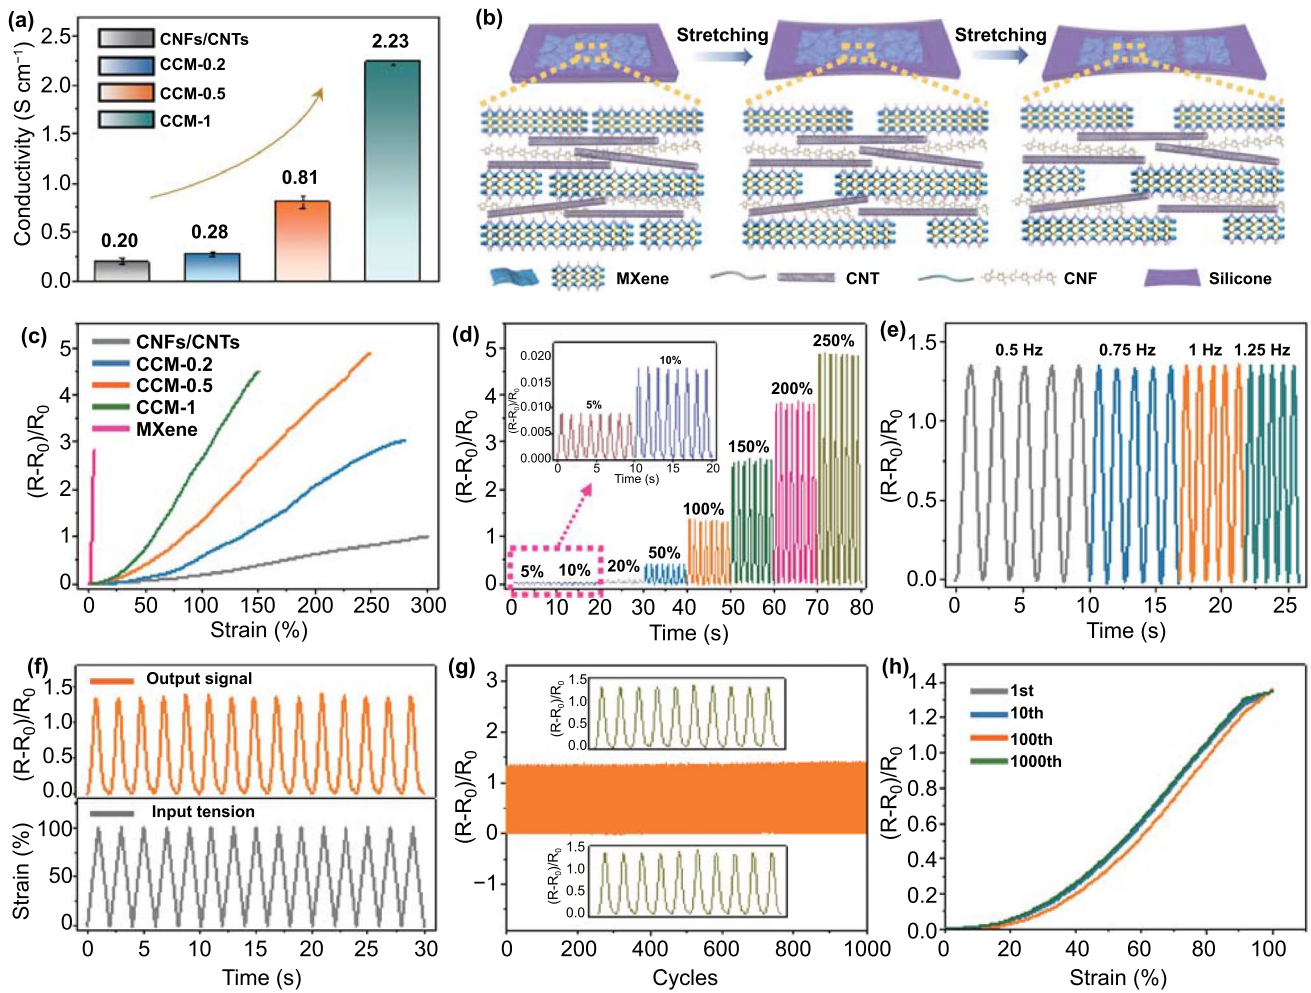 (a)
Conductivity (S cm⁻¹)
2.5
2.0
1.5
1.0
0.5
0.0
CNFs/CNTs
CCM-0.2
CCM-0.5
CCM-1
0.20
0.28
0.81
2.23
(b)
Stretching
Stretching
MXene
CNT
CNF
Silicone
(c)
(R-R₀)/R₀
5
4
3
2
1
0
CNFs/CNTs
CCM-0.2
CCM-0.5
CCM-1
MXene
0 50 100 150 200 250 300
Strain (%)
(d)
(R-R₀)/R₀
5
4
3
2
1
0
(R-R₀)/R₀
0.020
0.015
0.010
0.005
0.000
5%
10%
0 5 10 15 20
Time (s)
5% 10% 20% 50% 100% 150% 200% 250%
0 10 20 30 40 50 60 70 80
Time (s)
(e)
(R-R₀)/R₀
1.5
1.0
0.5
0.0
0.5 Hz 0.75 Hz 1 Hz 1.25 Hz
0 5 10 15 20 25
Time (s)
(f)
Output signal
(R-R₀)/R₀
1.5
1.0
0.5
0.0
Input tension
Strain (%)
100
50
0
0 5 10 15 20 25 30
Time (s)
(g)
(R-R₀)/R₀
3
2
1
0
−1
(R-R₀)/R₀
1.5
1.0
0.5
0.0
(R-R₀)/R₀
1.5
1.0
0.5
0.0
0 200 400 600 800 1000
Cycles
(h)
(R-R₀)/R₀
1.4
1.2
1.0
0.8
0.6
0.4
0.2
0.0
1st
10th
100th
1000th
0 20 40 60 80 100
Strain (%)